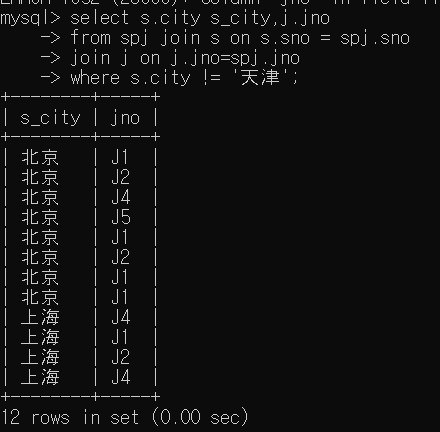 mysql> select s.city s_city,j.jno
    -> from spj join s on s.sno = spj.sno
    -> join j on j.jno=spj.jno
    -> where s.city != '天津';
+--------+-----+
| s_city | jno |
+--------+-----+
| 北京   | J1  |
| 北京   | J2  |
| 北京   | J4  |
| 北京   | J5  |
| 北京   | J1  |
| 北京   | J2  |
| 北京   | J1  |
| 北京   | J1  |
| 上海   | J4  |
| 上海   | J1  |
| 上海   | J2  |
| 上海   | J4  |
+--------+-----+
12 rows in set (0.00 sec)